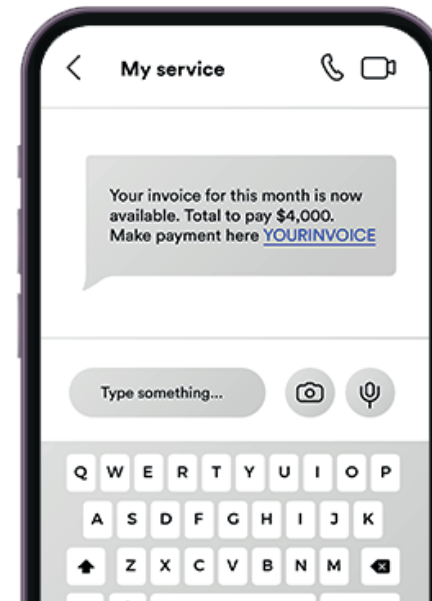 My service
Your invoice for this month is now
available. Total to pay $4,000.
Make payment here YOURINVOICE
Type something...
Q W E R T Y U I O P
A S D F G H I J K
Z X C V B N M